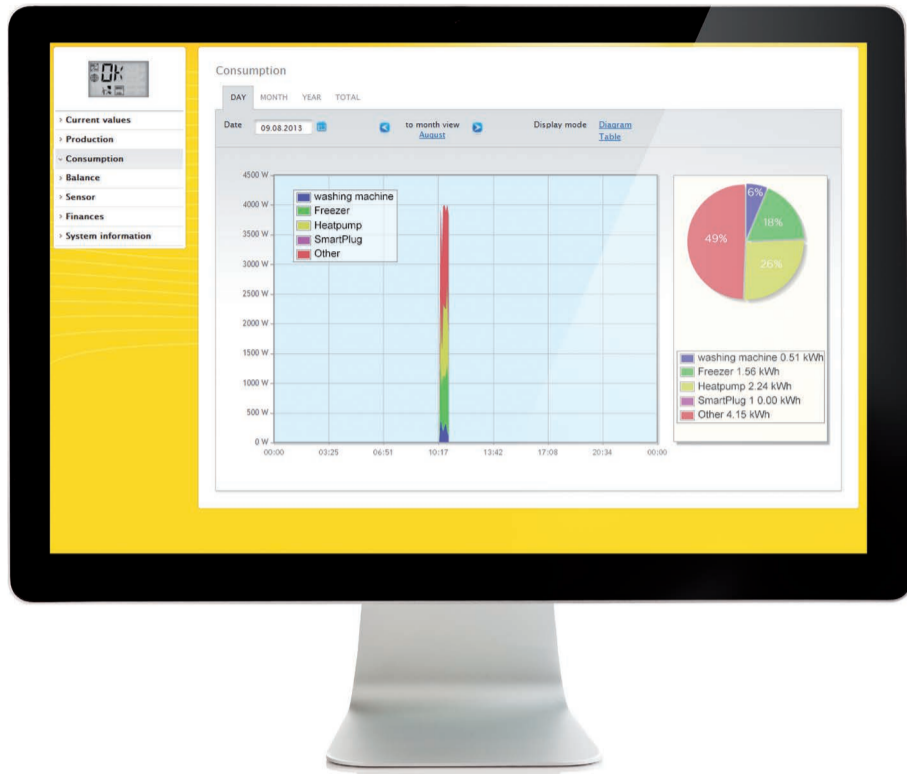 OK
Current values
Production
Consumption
Balance
Sensor
Finances
System information
Consumption
DAY MONTH YEAR TOTAL
Date 09.08.2015 to month view Display mode Diagram
August Table
4500 W
4000 W
3500 W
3000 W
2500 W
2000 W
1500 W
1000 W
500 W
0 W
00:00 03:25 06:51 10:17 13:42 17:08 20:34 00:00
washing machine
Freezer
Heatpump
SmartPlug
Other
6%
18%
26%
49%
washing machine 0.51 kWh
Freezer 1.56 kWh
Heatpump 2.24 kWh
SmartPlug 1 0.00 kWh
Other 4.15 kWh